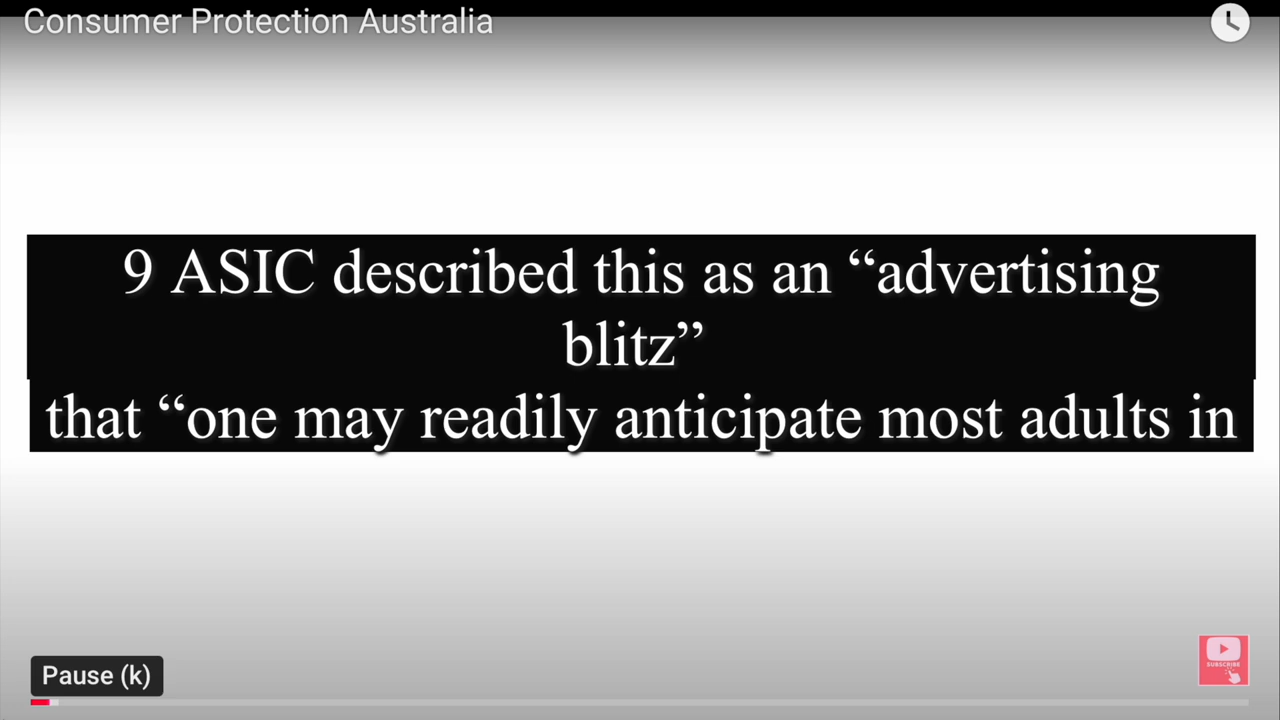 Consumer Protection Australia
9 ASIC described this as an “advertising
blitz”
that “one may readily anticipate most adults in
SUBSCRIBE
Pause (k)